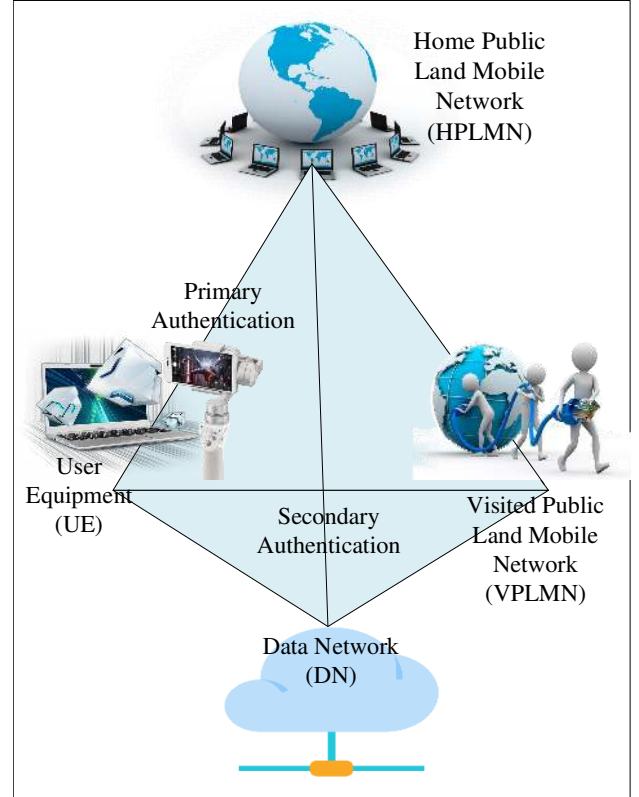 Home Public
Land Mobile
Network
(HPLMN)
Primary
Authentication
User
Equipment
(UE)
Secondary
Authentication
Visited Public
Land Mobile
Network
(VPLMN)
Data Network
(DN)